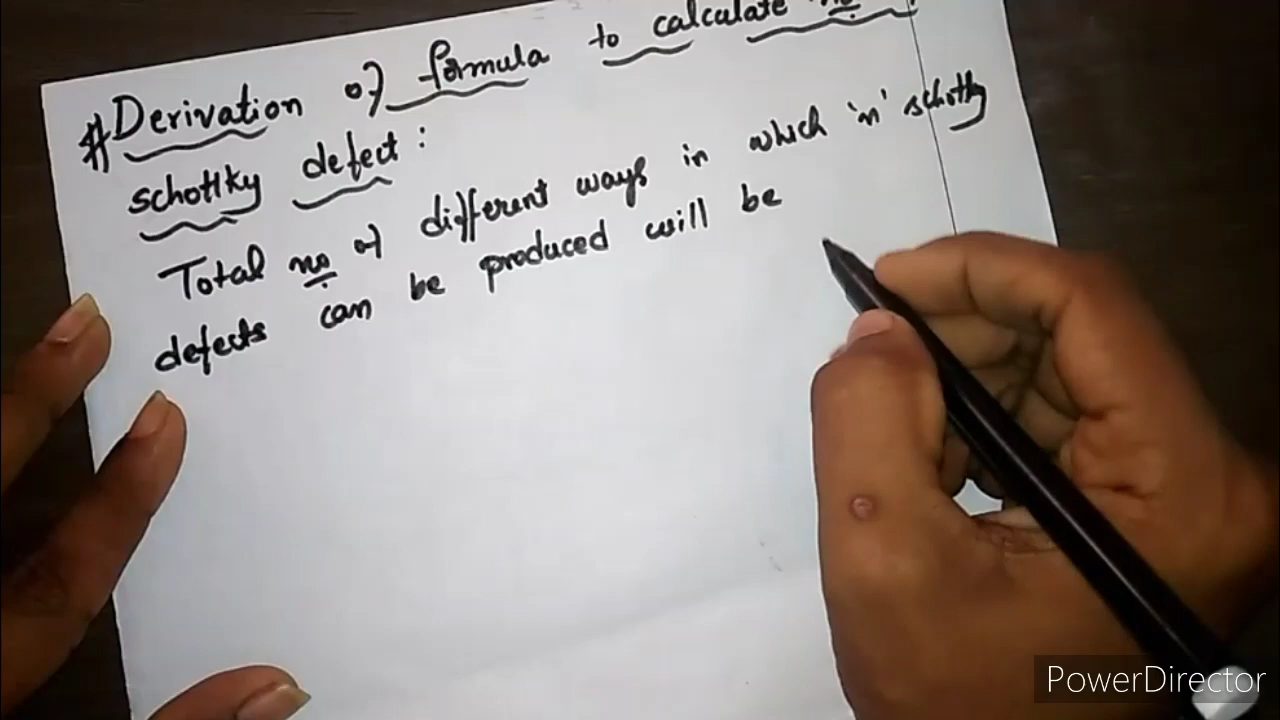 # Derivation of formula to calculate no
schottky defect :
Total no of different ways in which 'n' schottky
defects can be produced will be
PowerDirector